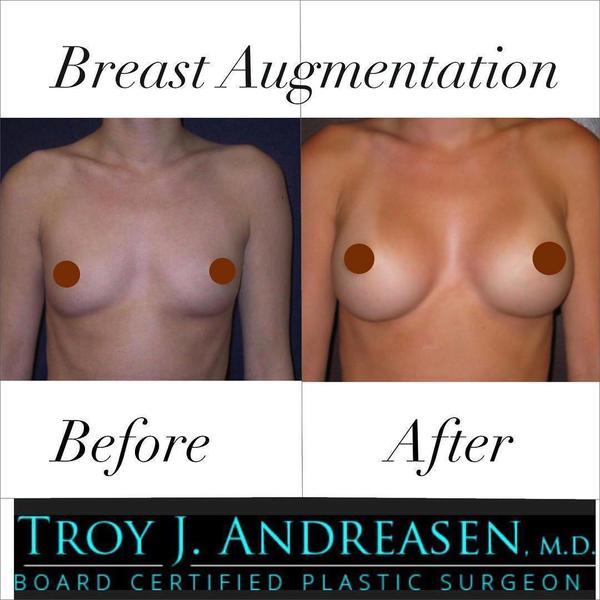 Breast Augmentation
Before
After
TROY J. ANDREASEN, M.D.
BOARD CERTIFIED PLASTIC SURGEON